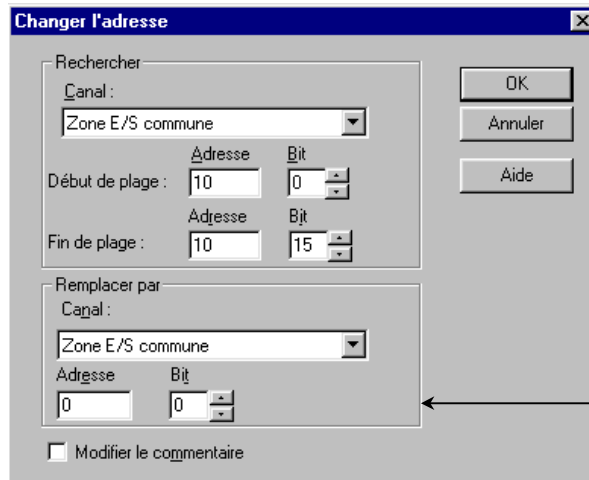 Changer l'adresse
Rechercher
Canal :
Zone E/S commune
Adresse Bit
Début de plage : 10 0
Adresse Bit
Fin de plage : 10 15
Remplacer par
Canal :
Zone E/S commune
Adresse Bit
0 0
Modifier le commentaire
OK
Annuler
Aide